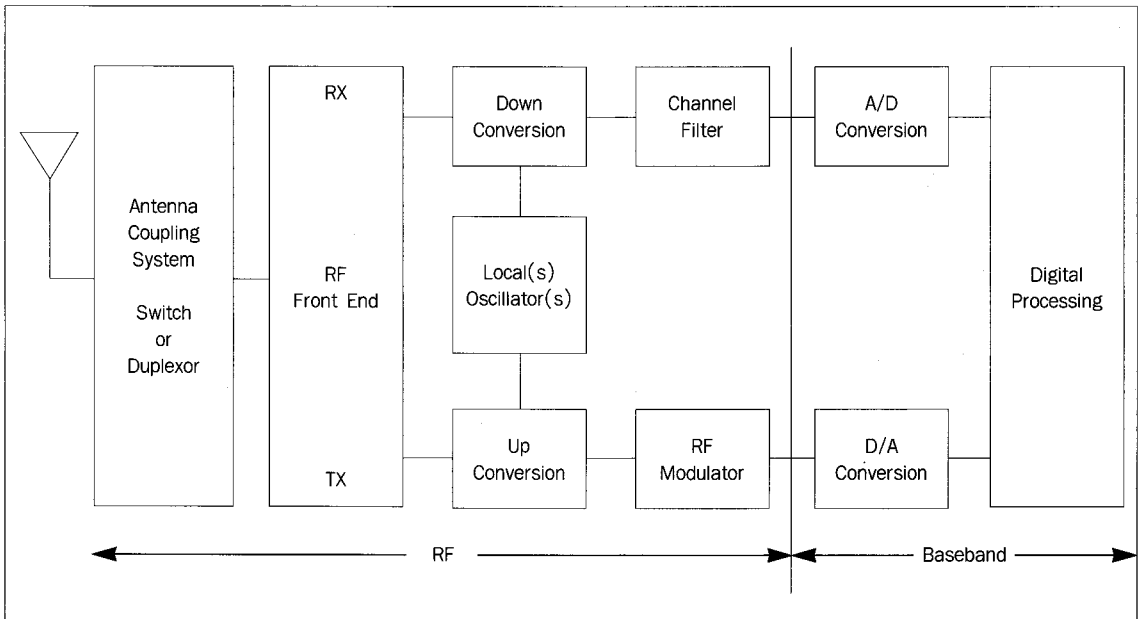 Antenna
Coupling
System
Switch
or
Duplexor
RX
RF
Front End
TX
Down
Conversion
Channel
Filter
Local(s)
Oscillator(s)
Up
Conversion
RF
Modulator
A/D
Conversion
D/A
Conversion
Digital
Processing
RF
Baseband